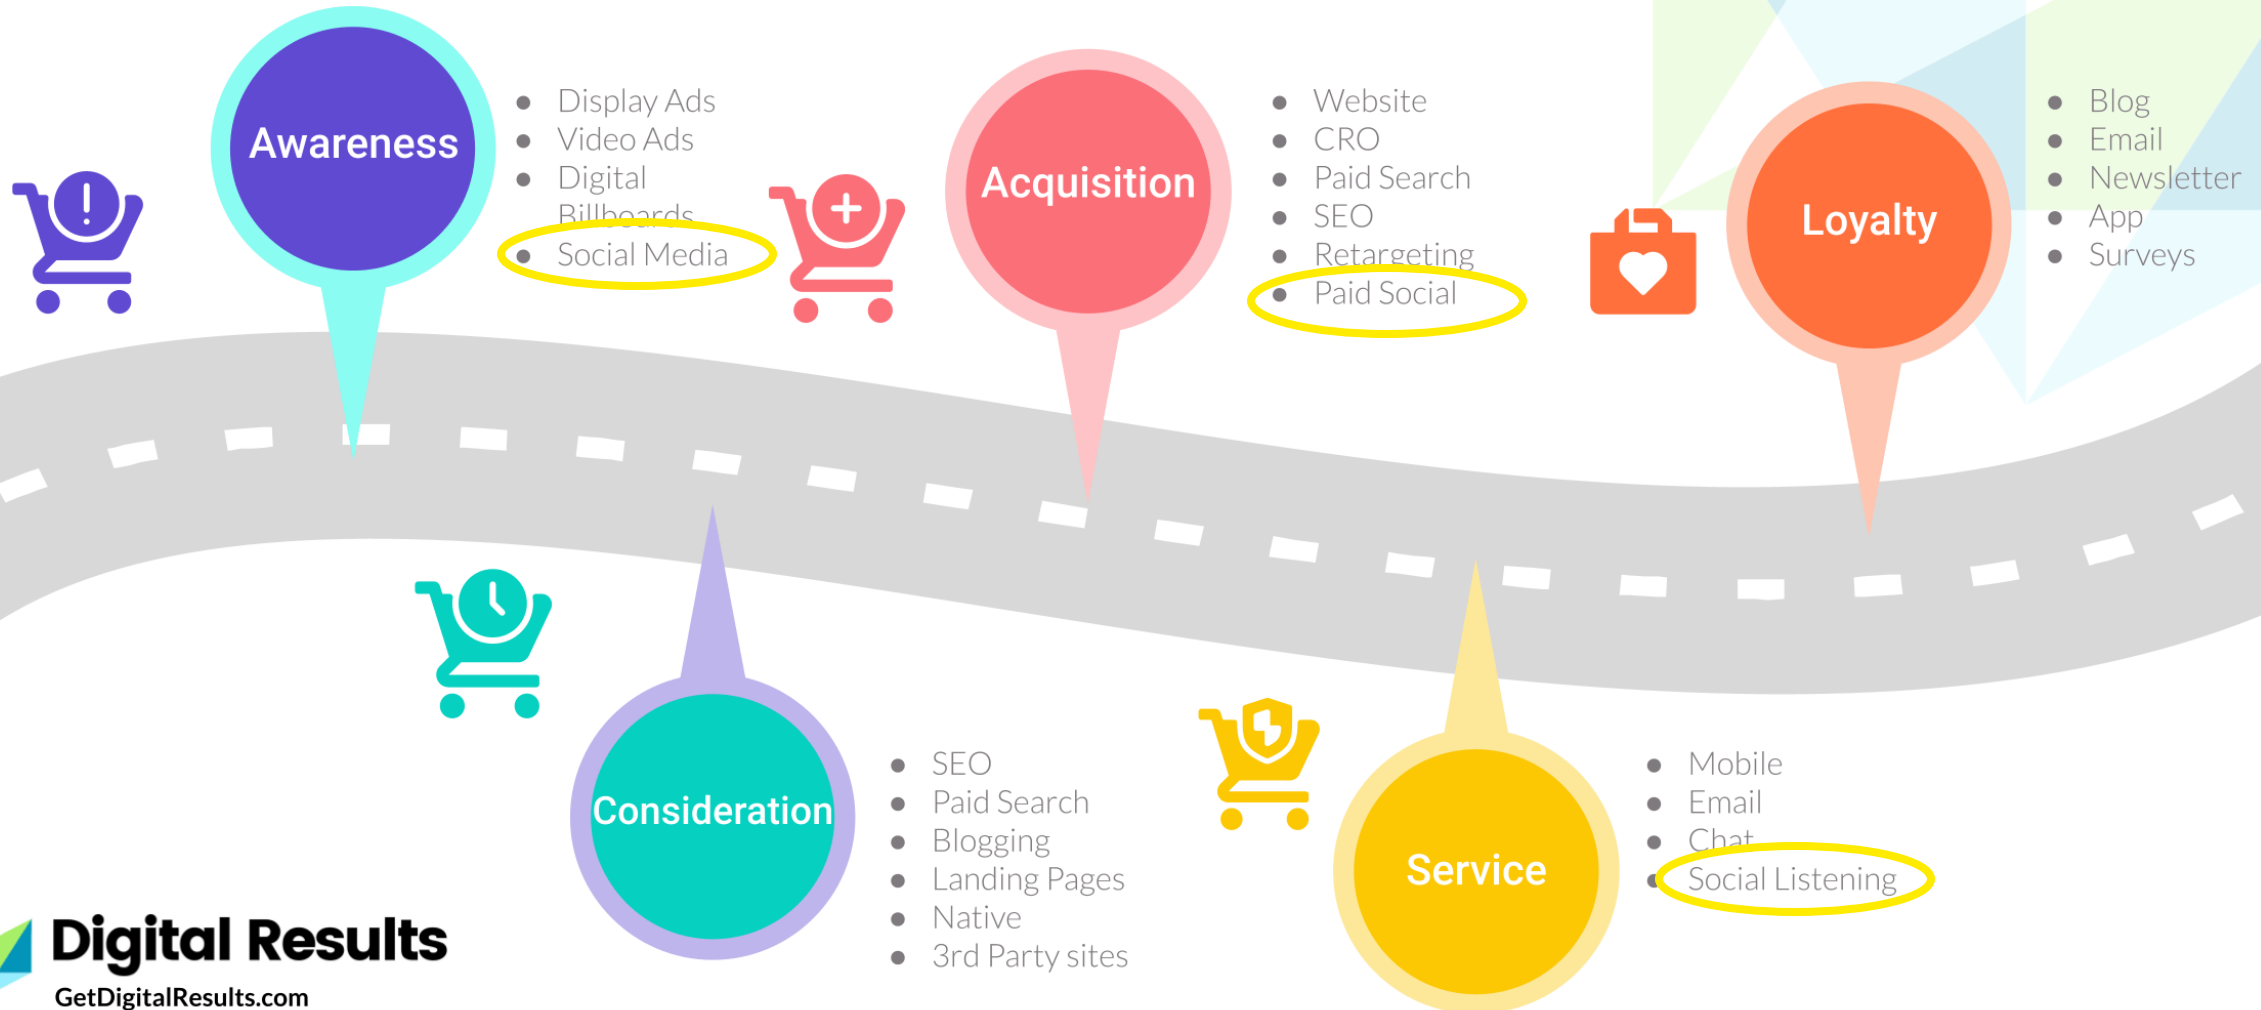 Awareness
• Display Ads
• Video Ads
• Digital
Billboards
• Social Media
Acquisition
• Website
• CRO
• Paid Search
• SEO
• Retargeting
• Paid Social
Loyalty
• Blog
• Email
• Newsletter
• App
• Surveys
Consideration
• SEO
• Paid Search
• Blogging
• Landing Pages
• Native
• 3rd Party sites
Service
• Mobile
• Email
• Chat
• Social Listening
Digital Results
GetDigitalResults.com